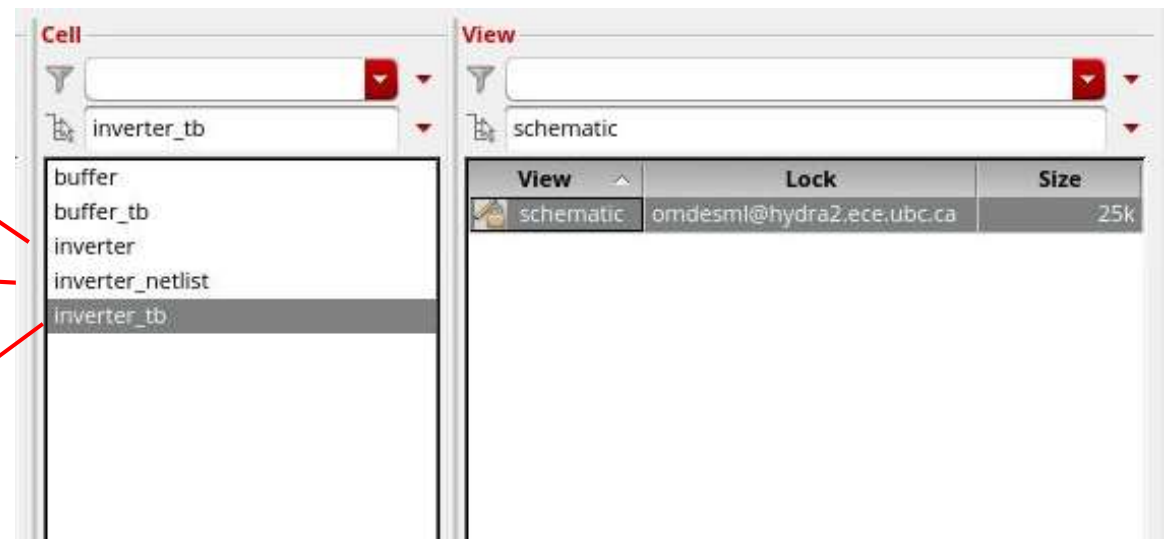 Cell
View
inverter_tb
schematic
buffer
buffer_tb
inverter
inverter_netlist
inverter_tb
View Lock Size
schematic omdesml@hydra2.ece.ubc.ca 25k